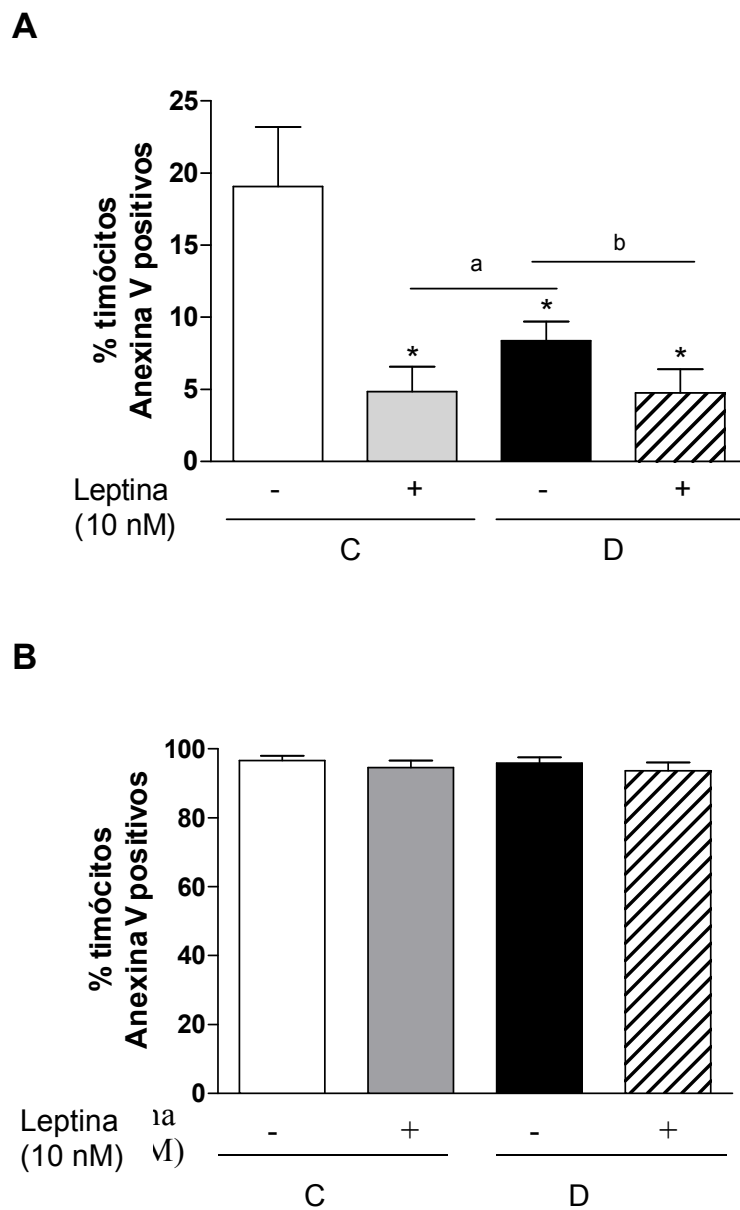 A
% timócitos
Anexina V positivos
25
20
15
10
5
0
a
b
*
*
*
Leptina
(10 nM)
-
+
-
+
C
D
B
% timócitos
Anexina V positivos
100
80
60
40
20
0
Leptina
(10 nM)
na
M)
-
+
-
+
C
D